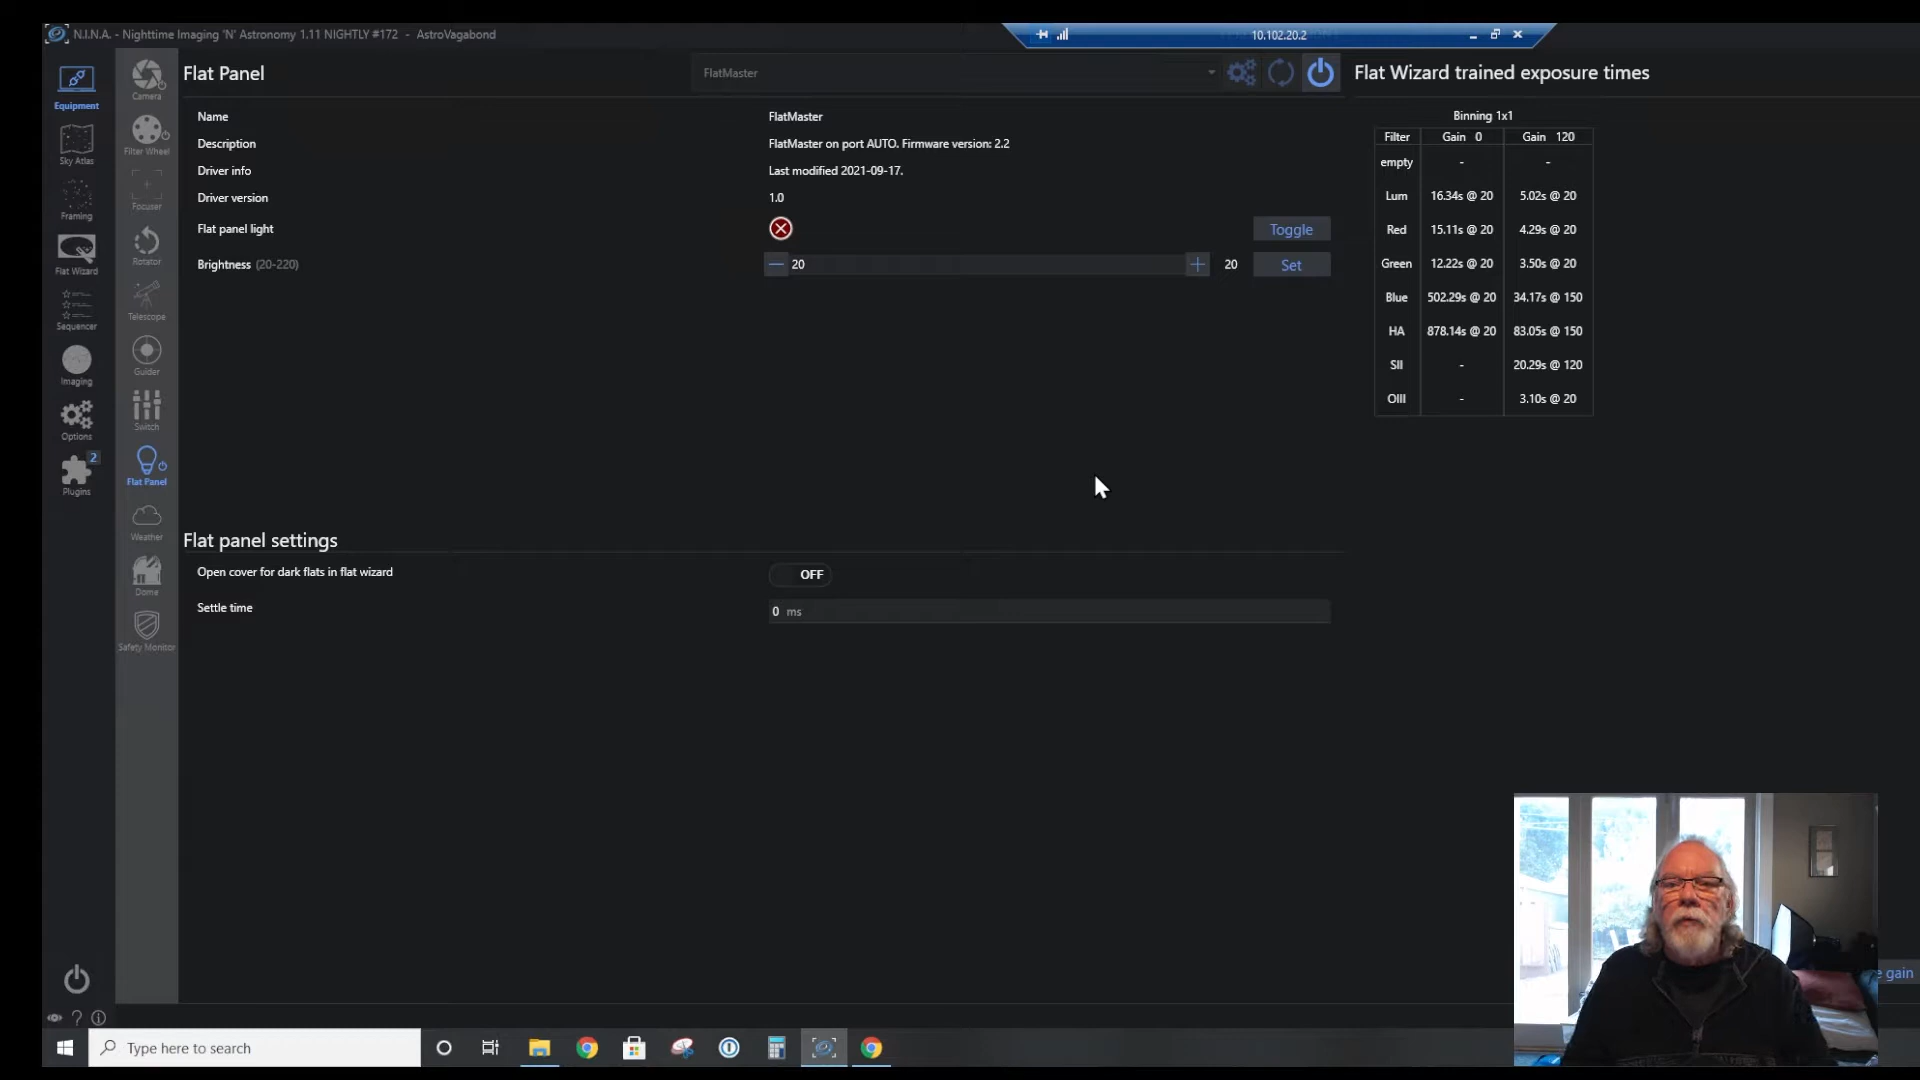 N.I.N.A. - Nighttime Imaging 'N' Astronomy 1.11 NIGHTLY #172 - AstroVagabond
10.102.20.2
Equipment
Sky Atlas
Framing
Flat Wizard
Sequencer
Imaging
Options
2
Plugins
Camera
Filter Wheel
Focuser
Rotator
Telescope
Guider
Switch
Flat Panel
Weather
Dome
Safety Monitor
Flat Panel
FlatMaster
Name FlatMaster
Description FlatMaster on port AUTO. Firmware version: 2.2
Driver info Last modified 2021-09-17.
Driver version 1.0
Flat panel light Toggle
Brightness (20-220) 20 20 Set
Flat panel settings
Open cover for dark flats in flat wizard OFF
Settle time 0 ms
Flat Wizard trained exposure times
Binning 1x1
Filter Gain 0 Gain 120
empty - -
Lum 16.34s @ 20 5.02s @ 20
Red 15.11s @ 20 4.29s @ 20
Green 12.22s @ 20 3.50s @ 20
Blue 502.29s @ 20 34.17s @ 150
HA 878.14s @ 20 83.05s @ 150
SII - 20.29s @ 120
OIII - 3.10s @ 20
e gain
Type here to search